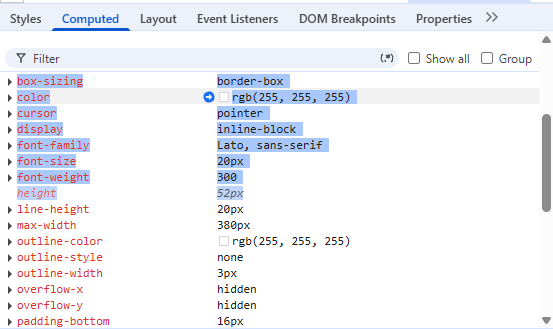 Styles Computed Layout Event Listeners DOM Breakpoints Properties
Filter (.*) Show all Group
box-sizing border-box
color rgb(255, 255, 255)
cursor pointer
display inline-block
font-family Lato, sans-serif
font-size 20px
font-weight 300
height 52px
line-height 20px
max-width 380px
outline-color rgb(255, 255, 255)
outline-style none
outline-width 3px
overflow-x hidden
overflow-y hidden
padding-bottom 16px